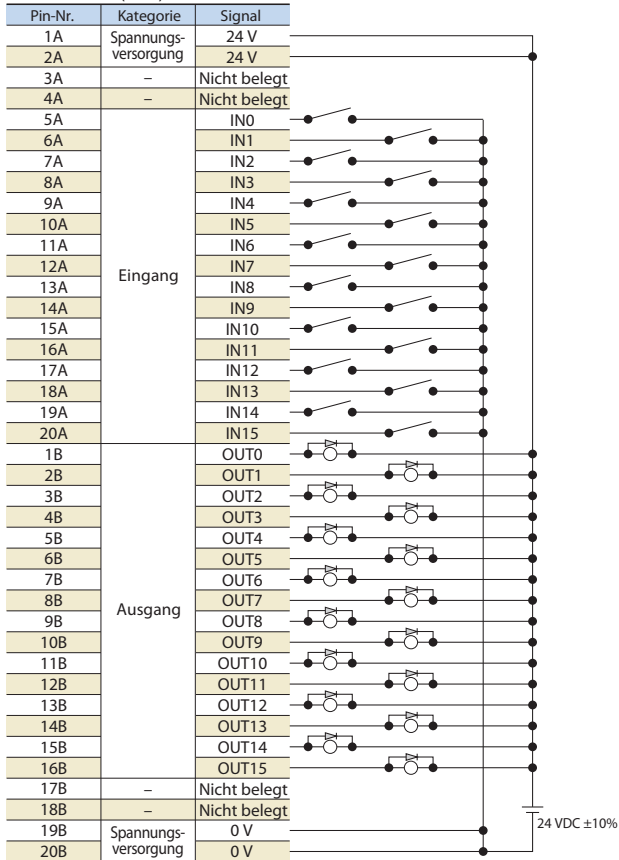 Pin-Nr. Kategorie Signal
1A Spannungs-versorgung 24 V
2A 24 V
3A – Nicht belegt
4A – Nicht belegt
5A Eingang IN0
6A IN1
7A IN2
8A IN3
9A IN4
10A IN5
11A IN6
12A IN7
13A IN8
14A IN9
15A IN10
16A IN11
17A IN12
18A IN13
19A IN14
20A IN15
1B Ausgang OUT0
2B OUT1
3B OUT2
4B OUT3
5B OUT4
6B OUT5
7B OUT6
8B OUT7
9B OUT8
10B OUT9
11B OUT10
12B OUT11
13B OUT12
14B OUT13
15B OUT14
16B OUT15
17B – Nicht belegt
18B – Nicht belegt
24 VDC ±10%
19B Spannungs-versorgung 0 V
20B 0 V